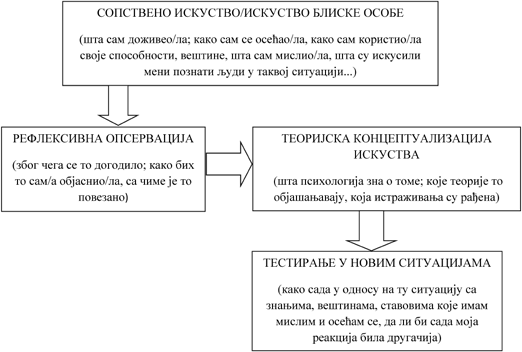 СОПСТВЕНО ИСКУСТВО/ИСКУСТВО БЛИСКЕ ОСОБЕ
(шта сам доживео/ла; како сам се осећао/ла, како сам користио/ла
своје способности, вештине, шта сам мислио/ла, шта су искусили
мени познати људи у таквој ситуацији...)
РЕФЛЕКСИВНА ОПСЕРВАЦИЈА
(због чега се то догодило; како бих
то сам/а објаснио/ла, са чиме је то
повезано)
ТЕОРИЈСКА КОНЦЕПТУАЛИЗАЦИЈА
ИСКУСТВА
(шта психологија зна о томе; које теорије то
објашањавају, која истраживања су рађена)
ТЕСТИРАЊЕ У НОВИМ СИТУАЦИЈАМА
(како сада у односу на ту ситуацију са
знањима, вештинама, ставовима које имам
мислим и осећам се, да ли би сада моја
реакција била другачија)